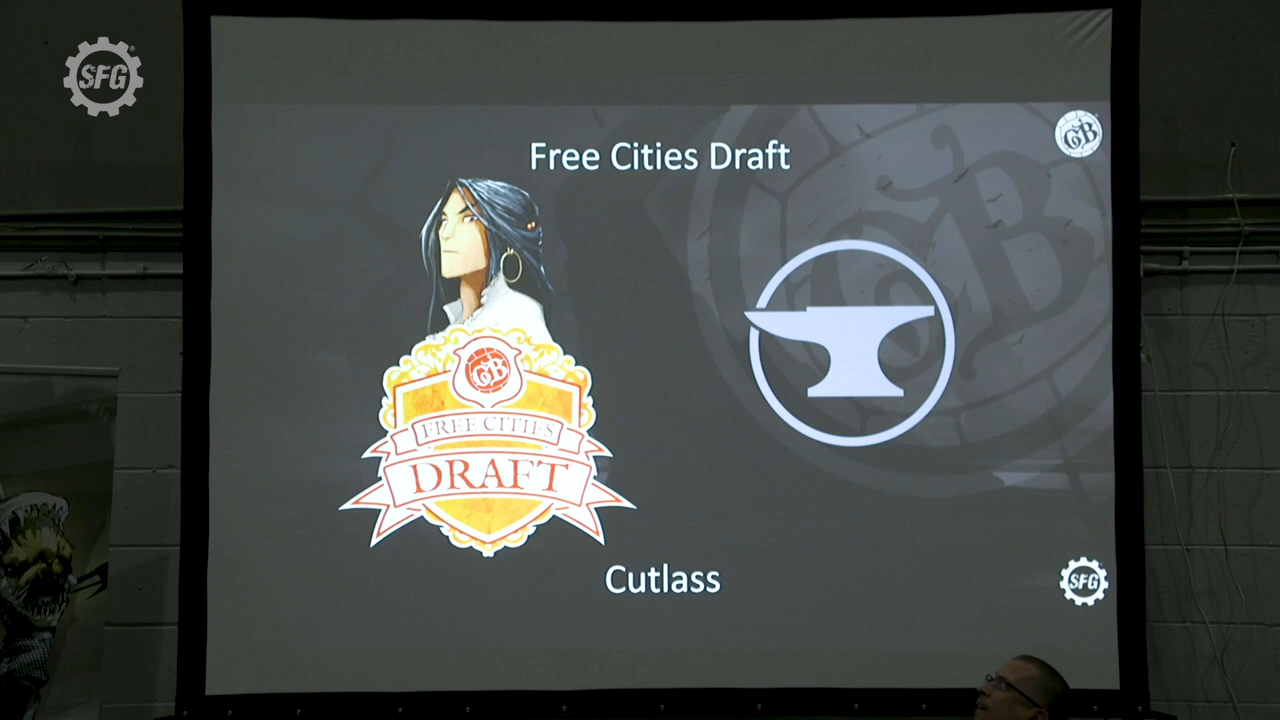 SFG
Free Cities Draft
GB
GB
FREE CITIES
DRAFT
Cutlass
SFG